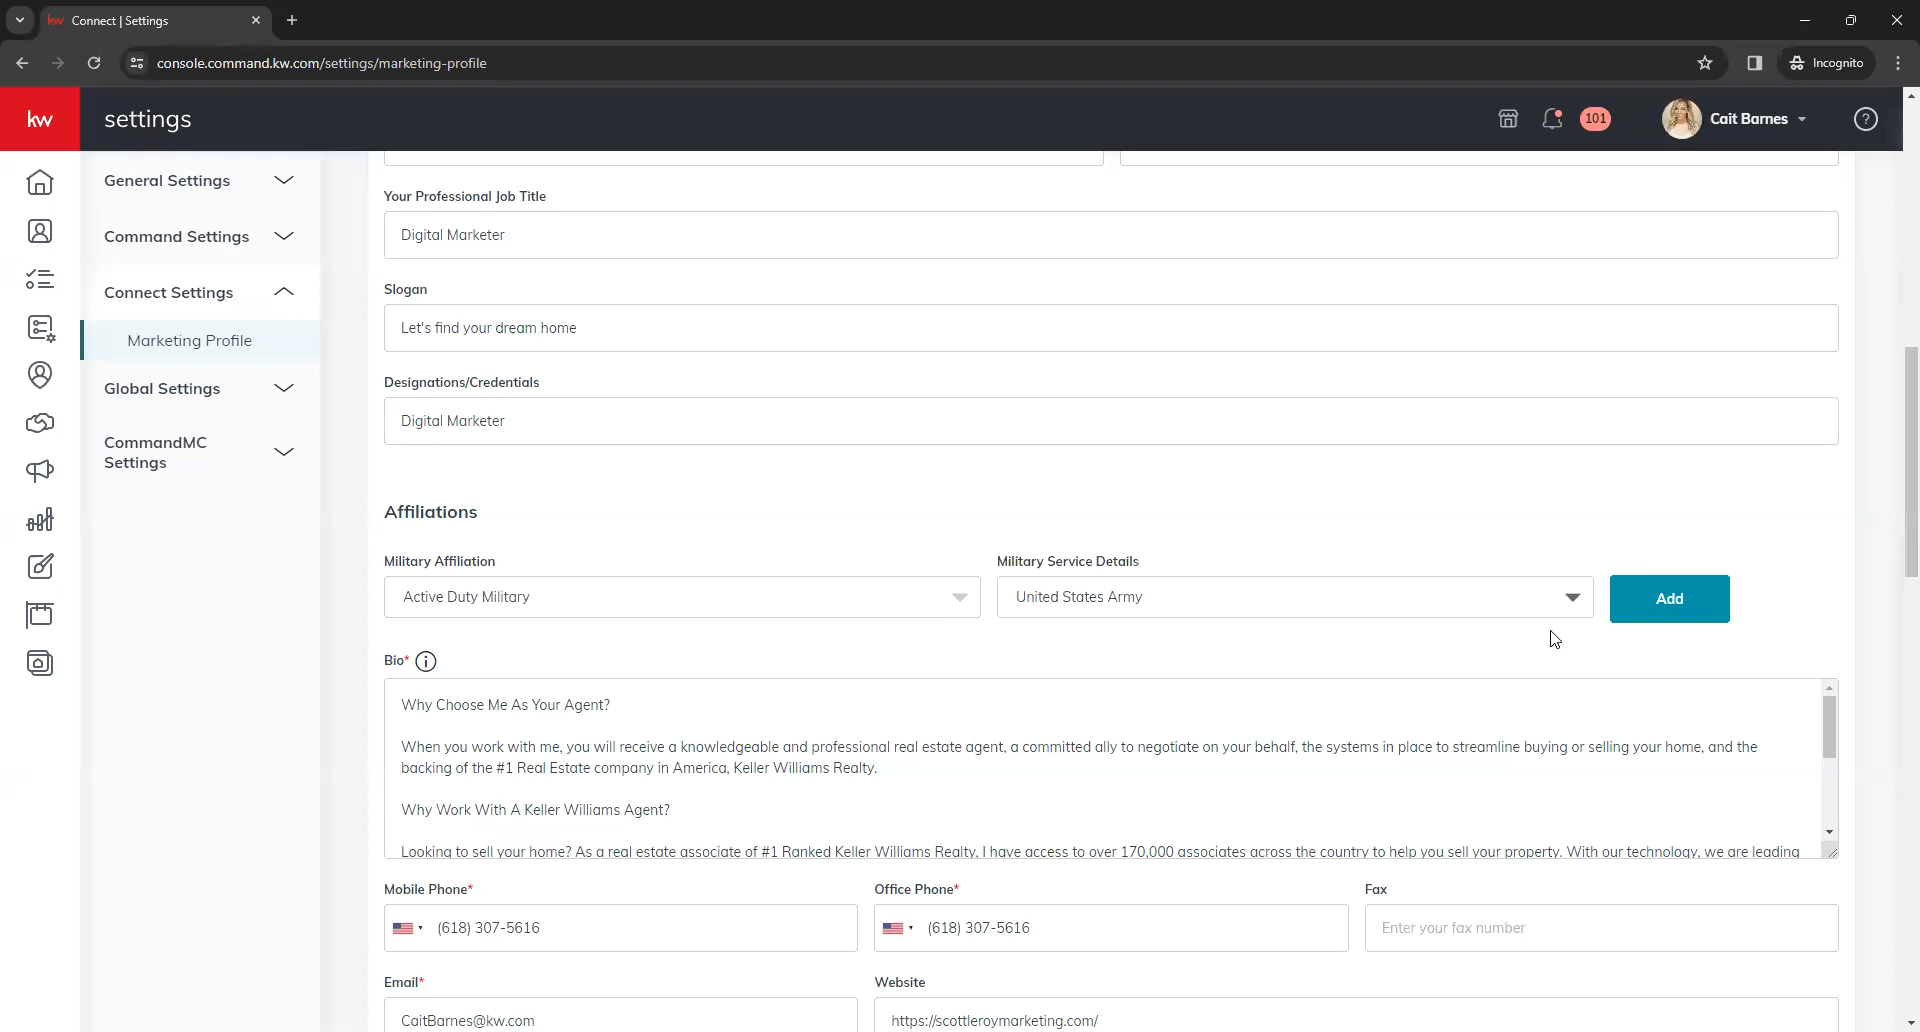 Connect | Settings
console.command.kw.com/settings/marketing-profile
Incognito
kw
settings
101
Cait Barnes
General Settings
Command Settings
Connect Settings
Marketing Profile
Global Settings
CommandMC
Settings
Your Professional Job Title
Digital Marketer
Slogan
Let's find your dream home
Designations/Credentials
Digital Marketer
Affiliations
Military Affiliation
Military Service Details
Active Duty Military
United States Army
Add
Bio*
Why Choose Me As Your Agent?
When you work with me, you will receive a knowledgeable and professional real estate agent, a committed ally to negotiate on your behalf, the systems in place to streamline buying or selling your home, and the
backing of the #1 Real Estate company in America, Keller Williams Realty.
Why Work With A Keller Williams Agent?
Looking to sell your home? As a real estate associate of #1 Ranked Keller Williams Realty, I have access to over 170,000 associates across the country to help you sell your property. With our technology, we are leading
Mobile Phone*
Office Phone*
Fax
(618) 307-5616
(618) 307-5616
Enter your fax number
Email*
Website
CaitBarnes@kw.com
https://scottleroymarketing.com/